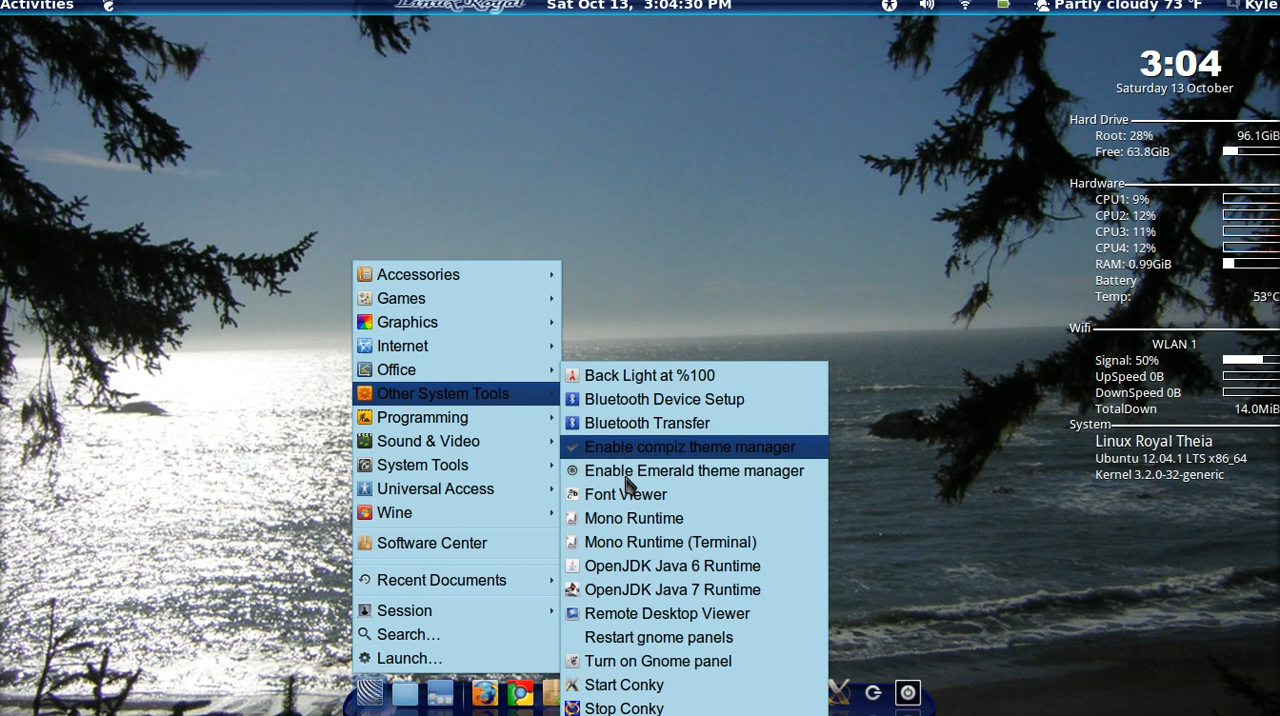 Activities
Linux Royal
Sat Oct 13, 3:04:30 PM
Partly cloudy 73 °F
Kyle
3:04
Saturday 13 October
Hard Drive
Root: 28% 96.1GiB
Free: 63.8GiB
Hardware
CPU1: 9%
CPU2: 12%
CPU3: 11%
CPU4: 12%
RAM: 0.99GiB
Battery
Temp: 53°C
Wifi
WLAN 1
Signal: 50%
UpSpeed 0B
DownSpeed 0B
TotalDown 14.0MiB
System
Linux Royal Theia
Ubuntu 12.04.1 LTS x86_64
Kernel 3.2.0-32-generic
Accessories
Games
Graphics
Internet
Office
Other System Tools
Programming
Sound & Video
System Tools
Universal Access
Wine
Software Center
Recent Documents
Session
Search...
Launch...
Back Light at %100
Bluetooth Device Setup
Bluetooth Transfer
Enable compiz theme manager
Enable Emerald theme manager
Font Viewer
Mono Runtime
Mono Runtime (Terminal)
OpenJDK Java 6 Runtime
OpenJDK Java 7 Runtime
Remote Desktop Viewer
Restart gnome panels
Turn on Gnome panel
Start Conky
Stop Conky